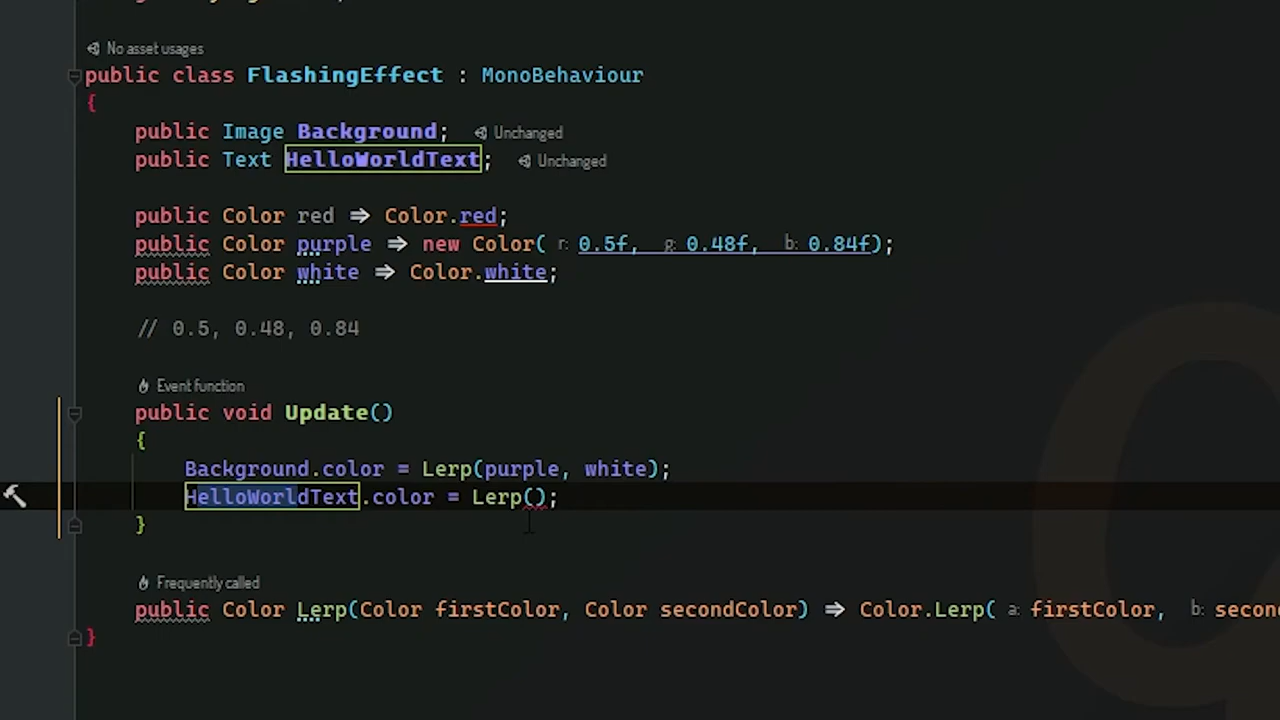 No asset usages
public class FlashingEffect : MonoBehaviour
{
public Image Background; Unchanged
public Text HelloWorldText; Unchanged
public Color red => Color.red;
public Color purple => new Color( r: 0.5f, g: 0.48f, b: 0.84f);
public Color white => Color.white;
// 0.5, 0.48, 0.84
Event function
public void Update()
{
Background.color = Lerp(purple, white);
HelloWorldText.color = Lerp();
}
Frequently called
public Color Lerp(Color firstColor, Color secondColor) => Color.Lerp( a: firstColor, b: secon
}